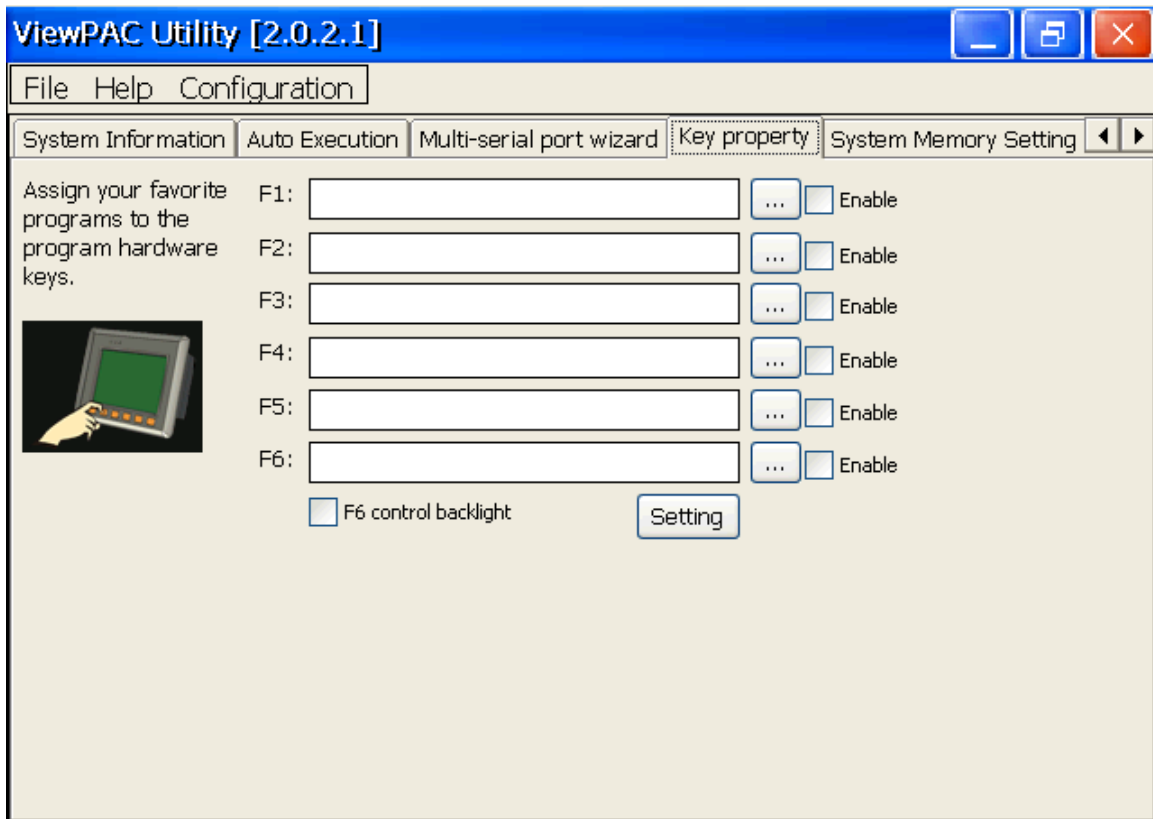 ViewPAC Utility [2.0.2.1]
File Help Configuration
System Information Auto Execution Multi-serial port wizard Key property System Memory Setting
Assign your favorite
programs to the
program hardware
keys.
F1: ... Enable
F2: ... Enable
F3: ... Enable
F4: ... Enable
F5: ... Enable
F6: ... Enable
F6 control backlight Setting